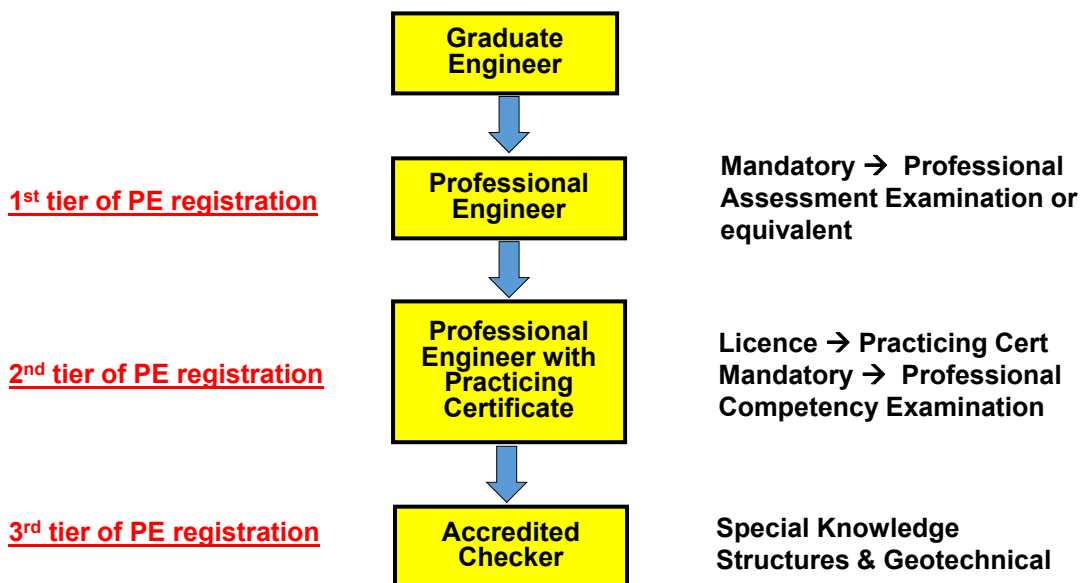 Graduate
Engineer
1st tier of PE registration
Professional
Engineer
Mandatory → Professional
Assessment Examination or
equivalent
2nd tier of PE registration
Professional
Engineer with
Practicing
Certificate
Licence → Practicing Cert
Mandatory → Professional
Competency Examination
3rd tier of PE registration
Accredited
Checker
Special Knowledge
Structures & Geotechnical